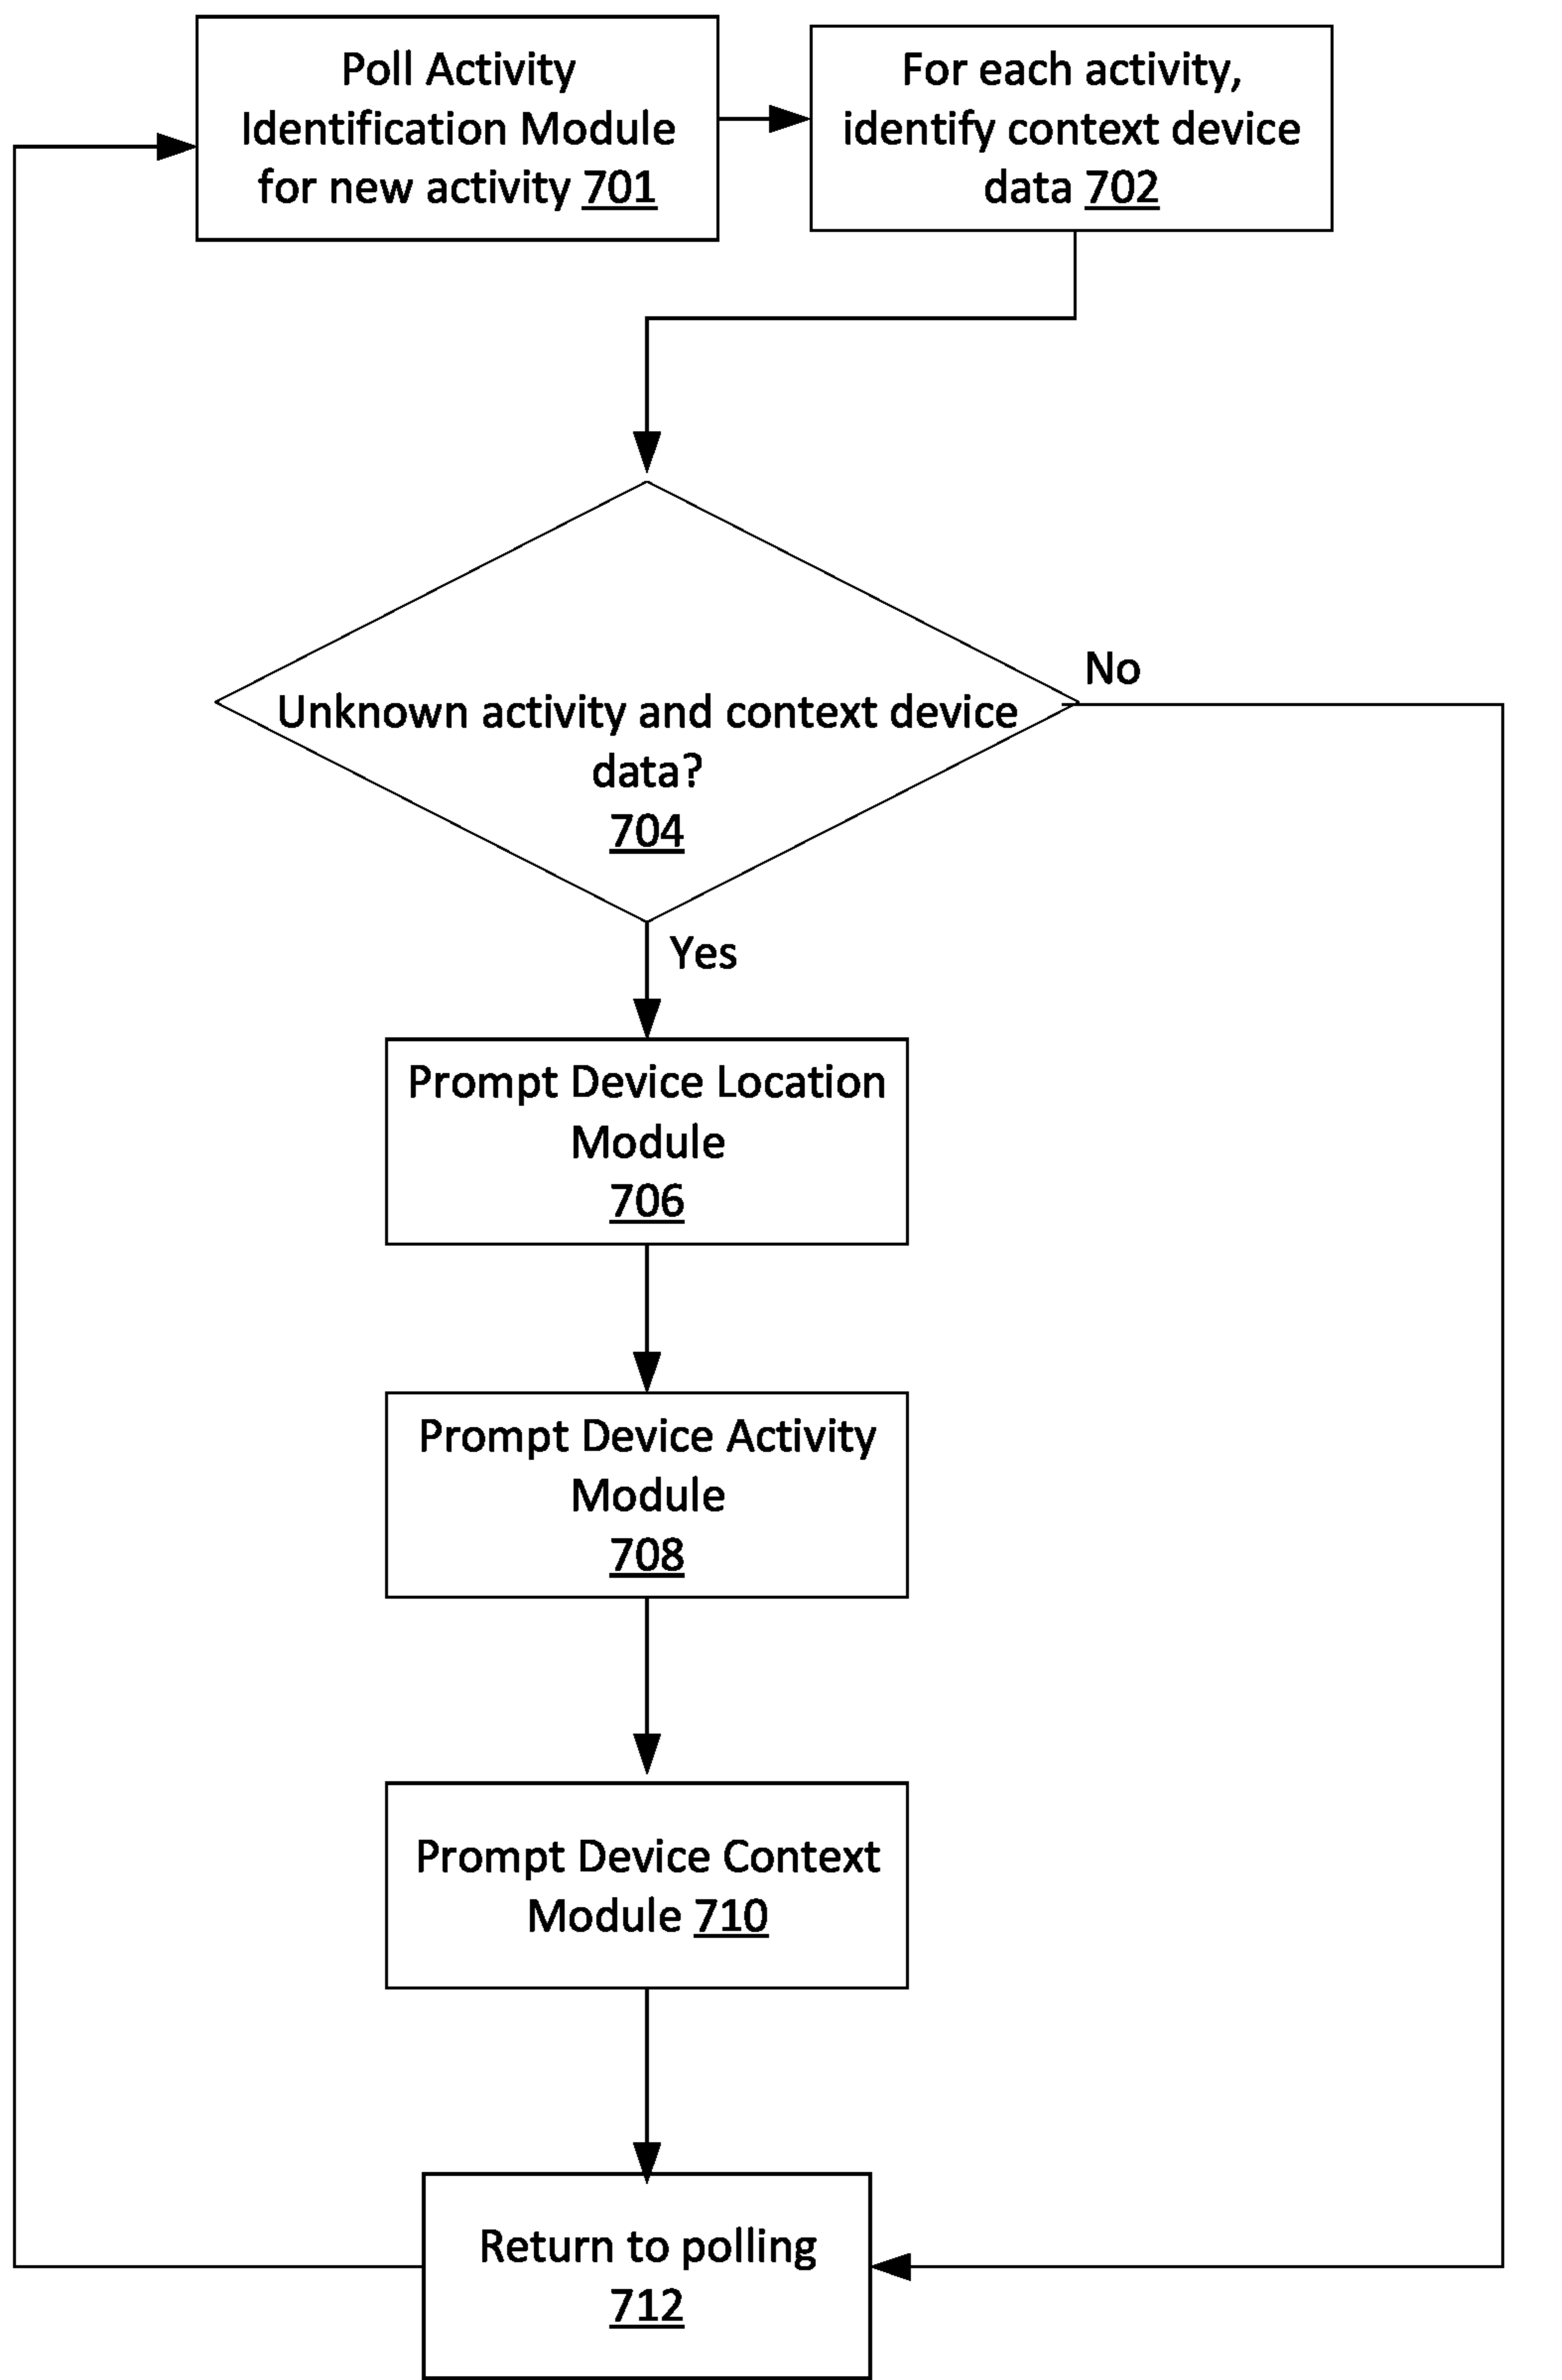 Poll Activity
Identification Module
for new activity 701
For each activity,
identify context device
data 702
Unknown activity and context device
data?
704
No
Yes
Prompt Device Location
Module
706
Prompt Device Activity
Module
708
Prompt Device Context
Module 710
Return to polling
712